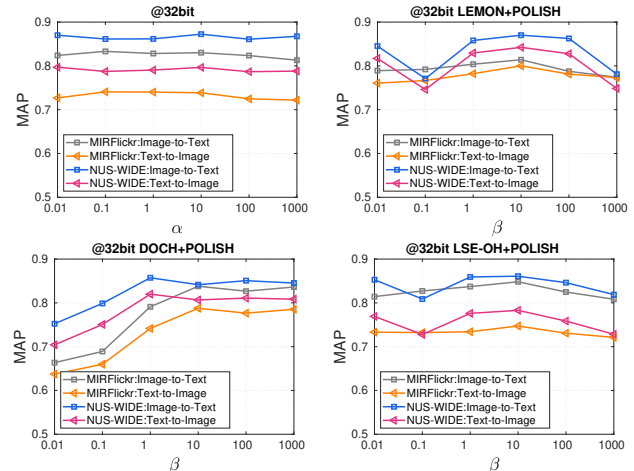 @32bit
MAP
0.9
0.8
0.7
0.6
0.5
MIRFlickr:Image-to-Text
MIRFlickr:Text-to-Image
NUS-WIDE:Image-to-Text
NUS-WIDE:Text-to-Image
0.01 0.1 1.0 10 100 1000
α
@32bit LEMON+POLISH
MAP
0.9
0.8
0.7
0.6
0.5
MIRFlickr:Image-to-Text
MIRFlickr:Text-to-Image
NUS-WIDE:Image-to-Text
NUS-WIDE:Text-to-Image
0.01 0.1 1.0 10 100 1000
β
@32bit DOCH+POLISH
MAP
0.9
0.8
0.7
0.6
0.5
MIRFlickr:Image-to-Text
MIRFlickr:Text-to-Image
NUS-WIDE:Image-to-Text
NUS-WIDE:Text-to-Image
0.01 0.1 1.0 10 100 1000
β
@32bit LSE-OH+POLISH
MAP
0.9
0.8
0.7
0.6
0.5
MIRFlickr:Image-to-Text
MIRFlickr:Text-to-Image
NUS-WIDE:Image-to-Text
NUS-WIDE:Text-to-Image
0.01 0.1 1.0 10 100 1000
β